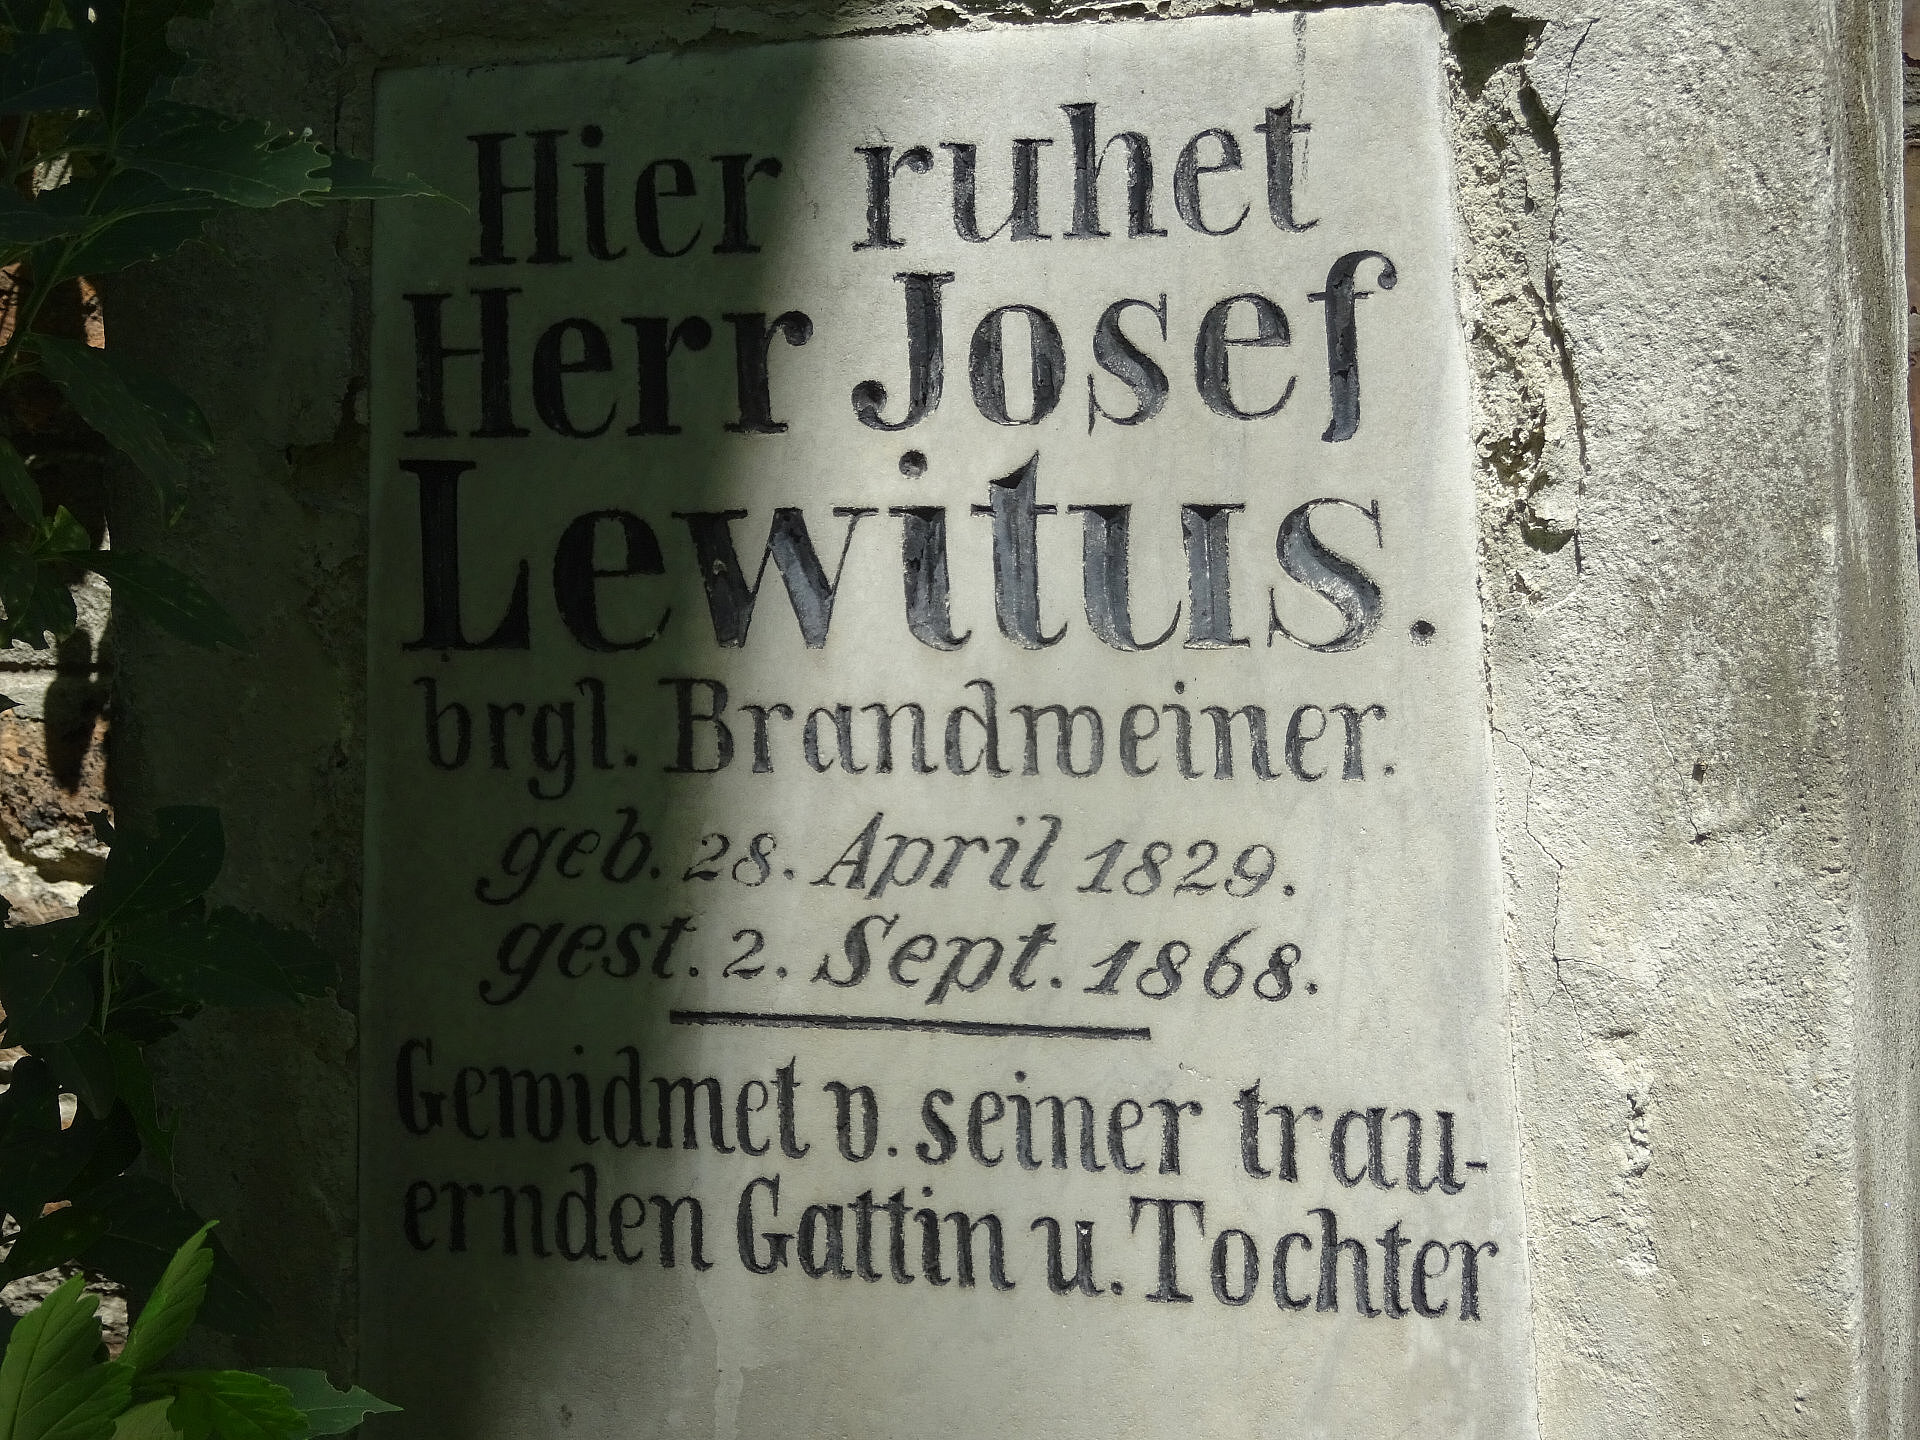 Hier ruhet
Herr Josef
Lewitus.
brgl. Brandweiner.
geb. 28. April 1829.
gest. 2. Sept. 1868.
Gewidmet v. seiner trau-
ernden Gattin u. Tochter